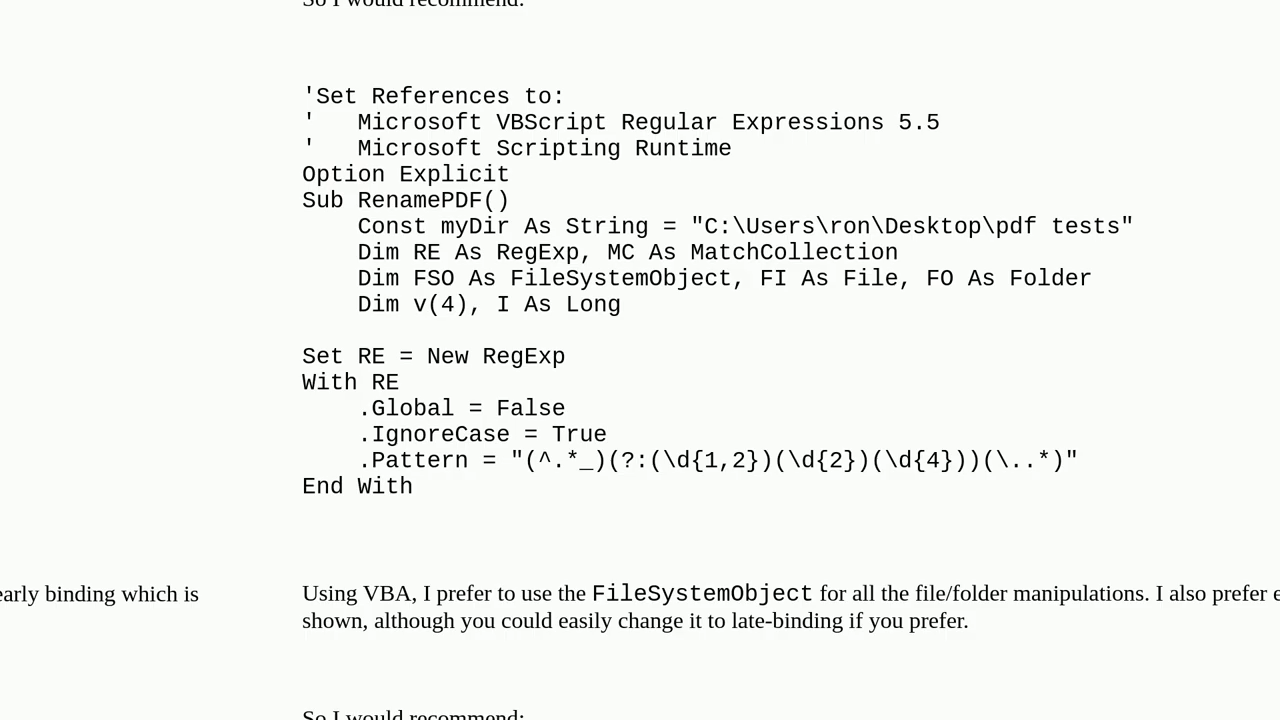 So I would recommend:
'Set References to:
'   Microsoft VBScript Regular Expressions 5.5
'   Microsoft Scripting Runtime
Option Explicit
Sub RenamePDF()
    Const myDir As String = "C:\Users\ron\Desktop\pdf tests"
    Dim RE As RegExp, MC As MatchCollection
    Dim FSO As FileSystemObject, FI As File, FO As Folder
    Dim v(4), I As Long

Set RE = New RegExp
With RE
    .Global = False
    .IgnoreCase = True
    .Pattern = "(^.*_)(?:(\d{1,2})(\d{2})(\d{4}))(\..*)"
End With
early binding which is
Using VBA, I prefer to use the FileSystemObject for all the file/folder manipulations. I also prefer
shown, although you could easily change it to late-binding if you prefer.
So I would recommend: